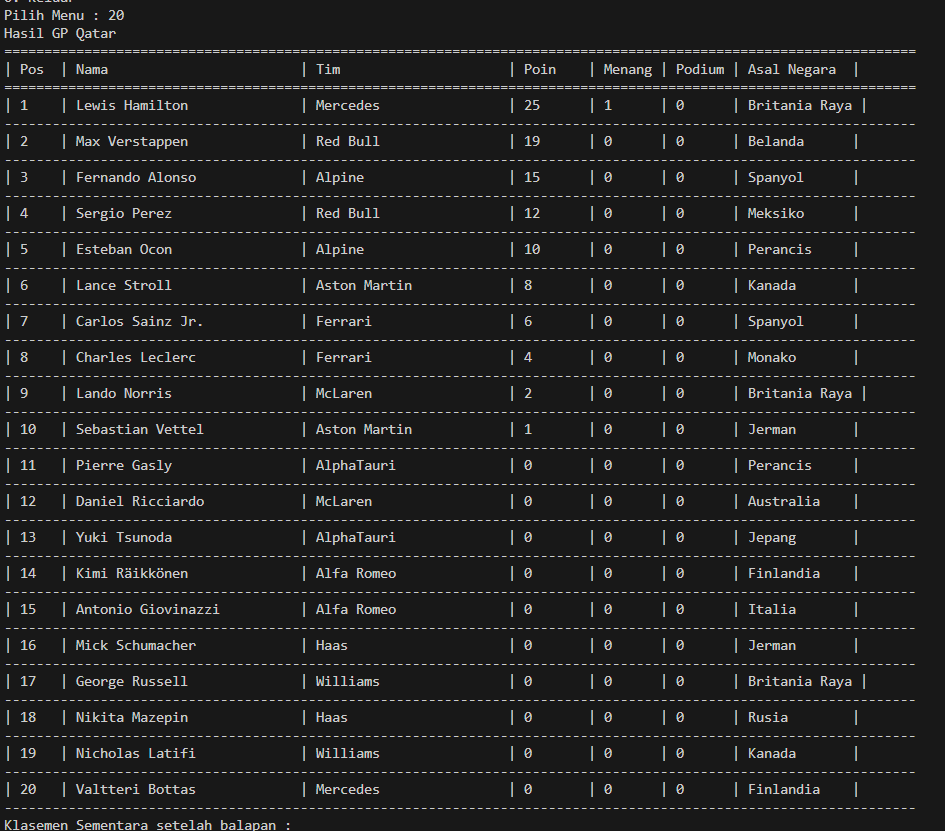 0. Keluar
Pilih Menu : 20
Hasil GP Qatar
==================================================================================================================
| Pos  | Nama                        | Tim                      | Poin    | Menang | Podium | Asal Negara  |
==================================================================================================================
| 1    | Lewis Hamilton              | Mercedes                 | 25      | 1      | 0      | Britania Raya |
------------------------------------------------------------------------------------------------------------------
| 2    | Max Verstappen              | Red Bull                 | 19      | 0      | 0      | Belanda      |
------------------------------------------------------------------------------------------------------------------
| 3    | Fernando Alonso             | Alpine                   | 15      | 0      | 0      | Spanyol      |
------------------------------------------------------------------------------------------------------------------
| 4    | Sergio Perez                | Red Bull                 | 12      | 0      | 0      | Meksiko      |
------------------------------------------------------------------------------------------------------------------
| 5    | Esteban Ocon                | Alpine                   | 10      | 0      | 0      | Perancis     |
------------------------------------------------------------------------------------------------------------------
| 6    | Lance Stroll                | Aston Martin             | 8       | 0      | 0      | Kanada       |
------------------------------------------------------------------------------------------------------------------
| 7    | Carlos Sainz Jr.            | Ferrari                  | 6       | 0      | 0      | Spanyol      |
------------------------------------------------------------------------------------------------------------------
| 8    | Charles Leclerc             | Ferrari                  | 4       | 0      | 0      | Monako       |
------------------------------------------------------------------------------------------------------------------
| 9    | Lando Norris                | McLaren                  | 2       | 0      | 0      | Britania Raya |
------------------------------------------------------------------------------------------------------------------
| 10   | Sebastian Vettel            | Aston Martin             | 1       | 0      | 0      | Jerman       |
------------------------------------------------------------------------------------------------------------------
| 11   | Pierre Gasly                | AlphaTauri               | 0       | 0      | 0      | Perancis     |
------------------------------------------------------------------------------------------------------------------
| 12   | Daniel Ricciardo            | McLaren                  | 0       | 0      | 0      | Australia    |
------------------------------------------------------------------------------------------------------------------
| 13   | Yuki Tsunoda                | AlphaTauri               | 0       | 0      | 0      | Jepang       |
------------------------------------------------------------------------------------------------------------------
| 14   | Kimi Räikkönen              | Alfa Romeo               | 0       | 0      | 0      | Finlandia    |
------------------------------------------------------------------------------------------------------------------
| 15   | Antonio Giovinazzi          | Alfa Romeo               | 0       | 0      | 0      | Italia       |
------------------------------------------------------------------------------------------------------------------
| 16   | Mick Schumacher             | Haas                     | 0       | 0      | 0      | Jerman       |
------------------------------------------------------------------------------------------------------------------
| 17   | George Russell              | Williams                 | 0       | 0      | 0      | Britania Raya |
------------------------------------------------------------------------------------------------------------------
| 18   | Nikita Mazepin              | Haas                     | 0       | 0      | 0      | Rusia        |
------------------------------------------------------------------------------------------------------------------
| 19   | Nicholas Latifi             | Williams                 | 0       | 0      | 0      | Kanada       |
------------------------------------------------------------------------------------------------------------------
| 20   | Valtteri Bottas             | Mercedes                 | 0       | 0      | 0      | Finlandia    |
------------------------------------------------------------------------------------------------------------------
Klasemen Sementara setelah balapan :